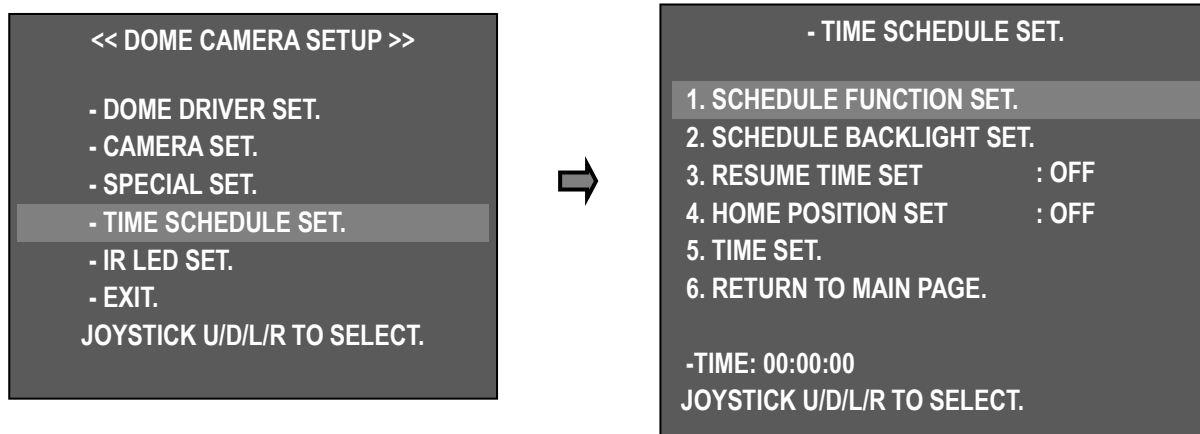 << DOME CAMERA SETUP >>
- DOME DRIVER SET.
- CAMERA SET.
- SPECIAL SET.
- TIME SCHEDULE SET.
- IR LED SET.
- EXIT.
JOYSTICK U/D/L/R TO SELECT.
- TIME SCHEDULE SET.
1. SCHEDULE FUNCTION SET.
2. SCHEDULE BACKLIGHT SET.
3. RESUME TIME SET : OFF
4. HOME POSITION SET : OFF
5. TIME SET.
6. RETURN TO MAIN PAGE.
-TIME: 00:00:00
JOYSTICK U/D/L/R TO SELECT.